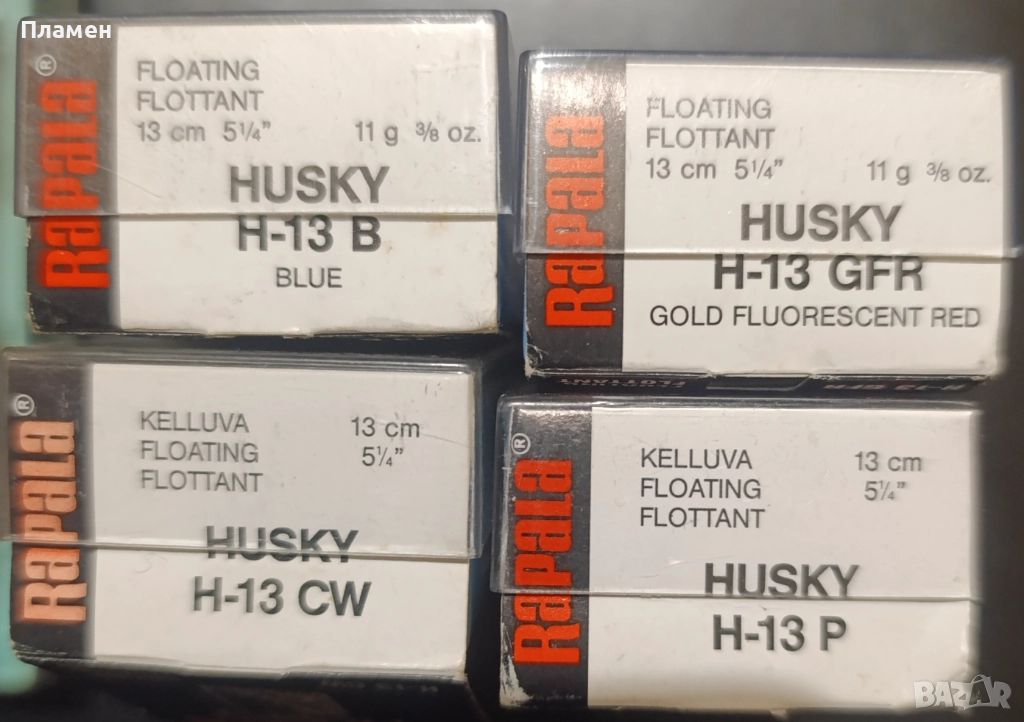 Пламен
RAPALA®
FLOATING
FLOTTANT
13 cm 5¼” 11 g ⅜ oz.
HUSKY
H-13 B
BLUE
RAPALA
FLOATING
FLOTTANT
13 cm 5¼” 11 g ⅜ oz.
HUSKY
H-13 GFR
GOLD FLUORESCENT RED
FLOTTANT
RAPALA®
KELLUVA 13 cm
FLOATING 5¼”
FLOTTANT
HUSKY
H-13 CW
RAPALA®
KELLUVA 13 cm
FLOATING 5¼”
FLOTTANT
HUSKY
H-13 P
BAZAR